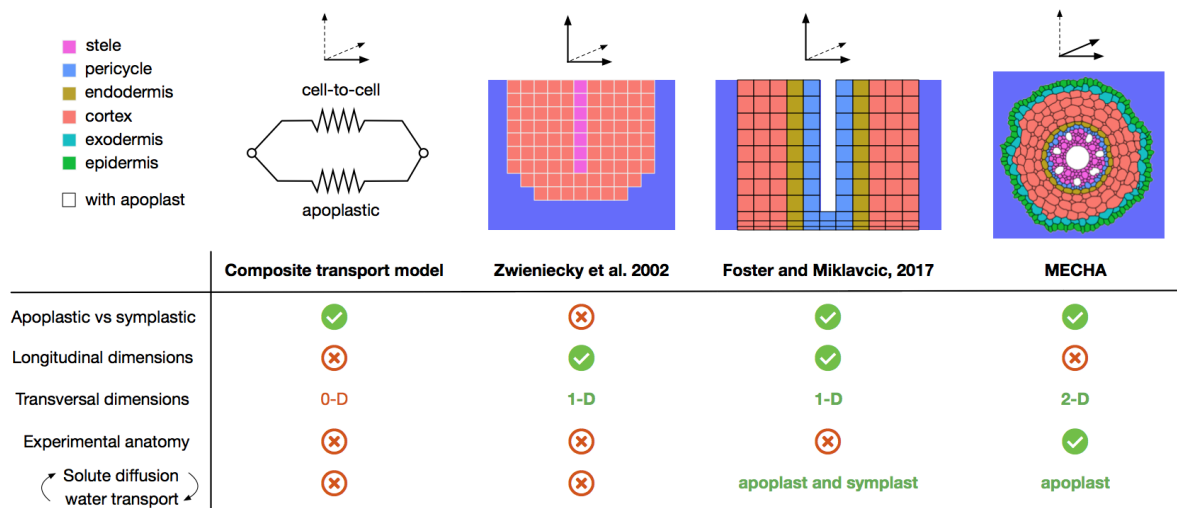 stele
pericycle
endodermis
cortex
exodermis
epidermis
with apoplast
cell-to-cell
apoplastic
Composite transport model Zwieniecky et al. 2002 Foster and Miklavcic, 2017 MECHA
Apoplastic vs symplastic
Longitudinal dimensions
Transversal dimensions 0-D 1-D 1-D 2-D
Experimental anatomy
Solute diffusion
water transport apoplast and symplast apoplast